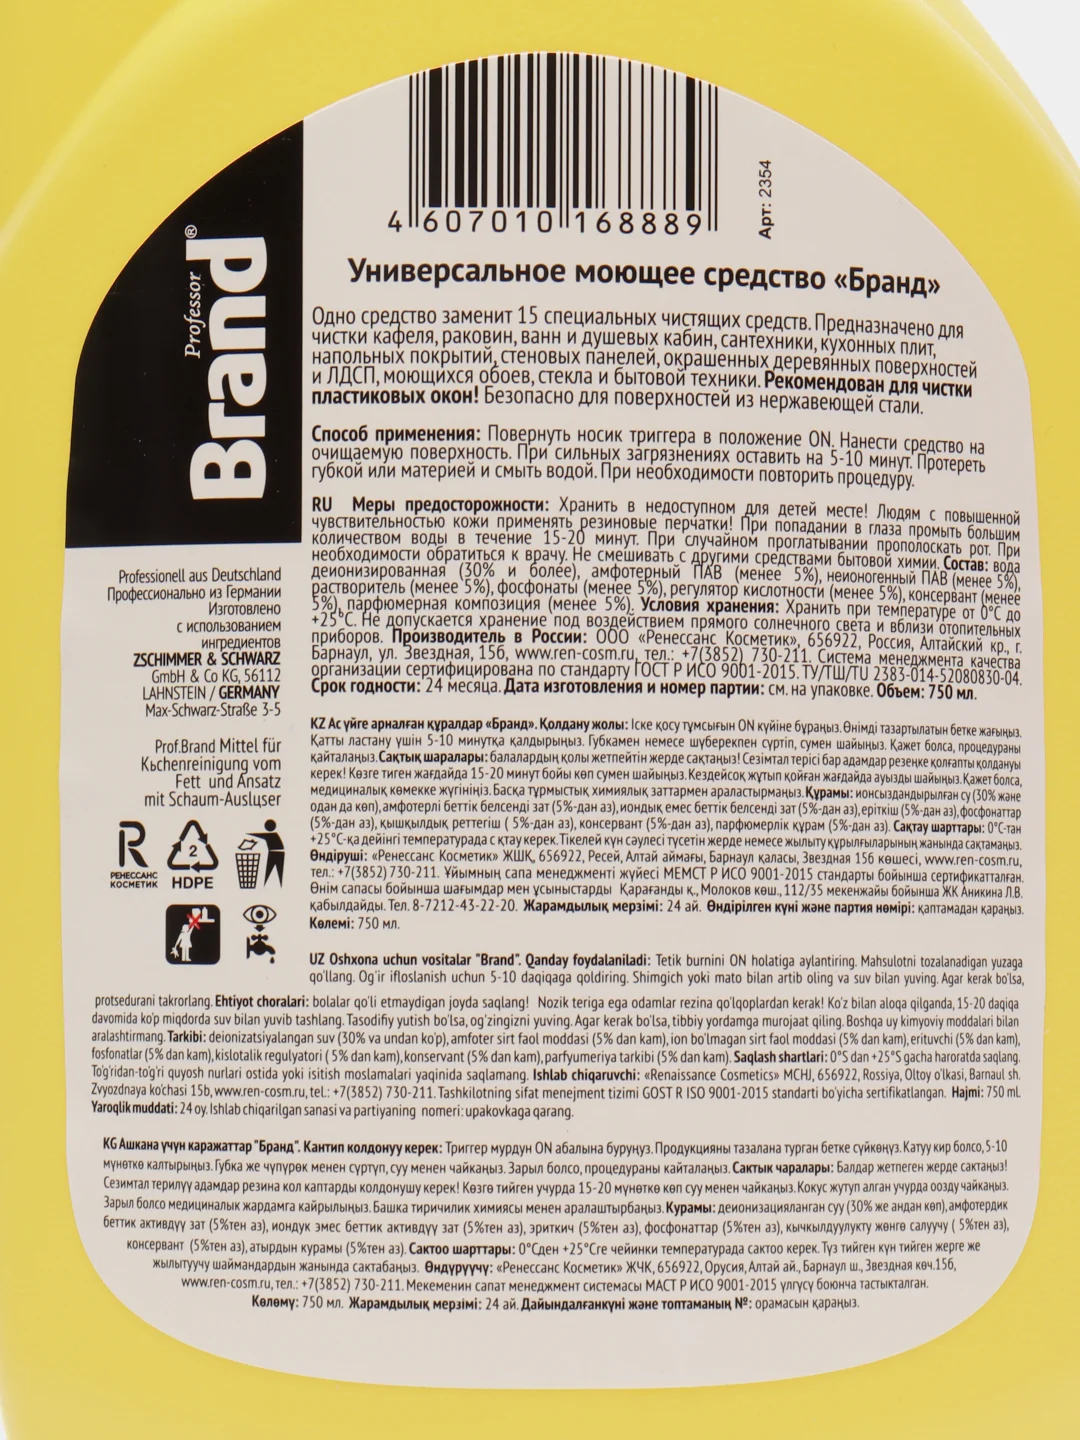 4 607010 168889
Арт: 2354
Professor
Brand®
Универсальное моющее средство «Бранд»
Одно средство заменит 15 специальных чистящих средств. Предназначено для
чистки кафеля, раковин, ванн и душевых кабин, сантехники, кухонных плит,
напольных покрытий, стеновых панелей, окрашенных деревянных поверхностей
и ЛДСП, моющихся обоев, стекла и бытовой техники. Рекомендован для чистки
пластиковых окон! Безопасно для поверхностей из нержавеющей стали.
Способ применения: Повернуть носик триггера в положение ON. Нанести средство на
очищаемую поверхность. При сильных загрязнениях оставить на 5-10 минут. Протереть
губкой или материей и смыть водой. При необходимости повторить процедуру.
RU Меры предосторожности: Хранить в недоступном для детей месте! Людям с повышенной
чувствительностью кожи применять резиновые перчатки! При попадании в глаза промыть большим
количеством воды в течение 15-20 минут. При случайном проглатывании прополоскать рот. При
необходимости обратиться к врачу. Не смешивать с другими средствами бытовой химии. Состав: вода
деионизированная (30% и более), амфотерный ПАВ (менее 5%), неионогенный ПАВ (менее 5%),
растворитель (менее 5%), фосфонаты (менее 5%), регулятор кислотности (менее 5%), консервант (менее
5%), парфюмерная композиция (менее 5%). Условия хранения: Хранить при температуре от 0°C до
+25°C. Не допускается хранение под воздействием прямого солнечного света и вблизи отопительных
приборов. Производитель в России: ООО «Ренессанс Косметик», 656922, Россия, Алтайский кр., г.
Барнаул, ул. Звездная, 15б, www.ren-cosm.ru, тел.: +7(3852) 730-211. Система менеджмента качества
организации сертифицирована по стандарту ГОСТ Р ИСО 9001-2015. ТУ/ТШ/TU 2383-014-52080830-04.
Срок годности: 24 месяца. Дата изготовления и номер партии: см. на упаковке. Объем: 750 мл.
Professionell aus Deutschland
Профессионально из Германии
Изготовлено
с использованием
ингредиентов
ZSCHIMMER & SCHWARZ
GmbH & Co KG, 56112
LAHNSTEIN / GERMANY
Max-Schwarz-Straße 3-5
Prof.Brand Mittel für
Kьchenreinigung vom
Fett und Ansatz
mit Schaum-Auslцser
РЕНЕССАНС
КОСМЕТИК
2
HDPE
KZ Ас үйге арналған құралдар «Бранд». Қолдану жолы: Іске қосу тұмсығын ON күйіне бұраңыз. Өнімді тазартылатын бетке жағыңыз.
Қатты ластану үшін 5-10 минутқа қалдырыңыз. Губкамен немесе шүберекпен сүртіп, сумен шайыңыз. Қажет болса, процедураны
қайталаңыз. Сақтық шаралары: балалардың қолы жетпейтін жерде сақтаңыз! Сезімтал терісі бар адамдар резеңке қолғапты қолдануы
керек! Көзге тиген жағдайда 15-20 минут бойы көп сумен шайыңыз. Кездейсоқ жұтып қойған жағдайда ауызды шайыңыз. Қажет болса,
медициналық көмекке жүгініңіз. Басқа тұрмыстық химиялық заттармен араластырмаңыз. Құрамы: ионсыздандырылған су (30% және
одан да көп), амфотерлі беттік белсенді зат (5%-дан аз), иондық емес беттік белсенді зат (5%-дан аз), еріткіш (5%-дан аз), фосфонаттар
(5%-дан аз), қышқылдық реттегіш ( 5%-дан аз), консервант (5%-дан аз), парфюмерлік құрам (5%-дан аз). Сақтау шарттары: 0°C-тан
+25°C-қа дейінгі температурада с қтау керек. Тікелей күн сәулесі түсетін жерде немесе жылыту құрылғыларының жанында сақтамаңыз.
Өндіруші: «Ренессанс Косметик» ЖШҚ, 656922, Ресей, Алтай аймағы, Барнаул қаласы, Звездная 15б көшесі, www.ren-cosm.ru,
тел.: +7(3852) 730-211. Ұйымның сапа менеджменті жүйесі МЕМСТ Р ИСО 9001-2015 стандарты бойынша сертификатталған.
Өнім сапасы бойынша шағымдар мен ұсыныстарды Қарағанды қ., Молоков көш., 112/35 мекенжайы бойынша ЖК Аникина Л.В.
қабылдайды. Тел. 8-7212-43-22-20. Жарамдылық мерзімі: 24 ай. Өндірілген күні және партия нөмірі: қаптамадан қараңыз.
Көлемі: 750 мл.
UZ Oshxona uchun vositalar "Brand". Qanday foydalaniladi: Tetik burnini ON holatiga aylantiring. Mahsulotni tozalanadigan yuzaga
qo'llang. Og'ir ifloslanish uchun 5-10 daqiqaga qoldiring. Shimgich yoki mato bilan artib oling va suv bilan yuving. Agar kerak bo'lsa,
protsedurani takrorlang. Ehtiyot choralari: bolalar qo'li etmaydigan joyda saqlang! Nozik teriga ega odamlar rezina qo'lqoplardan kerak! Ko'z bilan aloqa qilganda, 15-20 daqiqa
davomida ko'p miqdorda suv bilan yuvib tashlang. Tasodifiy yutish bo'lsa, og'zingizni yuving. Agar kerak bo'lsa, tibbiy yordamga murojaat qiling. Boshqa uy kimyoviy moddalari bilan
aralashtirmang. Tarkibi: deionizatsiyalangan suv (30% va undan ko'p), amfoter sirt faol moddasi (5% dan kam), ion bo'lmagan sirt faol moddasi (5% dan kam), erituvchi (5% dan kam),
fosfonatlar (5% dan kam), kislotalik regulyatori ( 5% dan kam), konservant (5% dan kam), parfyumeriya tarkibi (5% dan kam). Saqlash shartlari: 0°S dan +25°S gacha haroratda saqlang.
To'g'ridan-to'g'ri quyosh nurlari ostida yoki isitish moslamalari yaqinida saqlamang. Ishlab chiqaruvchi: «Renaissance Cosmetics» MCHJ, 656922, Rossiya, Oltoy o'lkasi, Barnaul sh.
Zvyozdnaya ko'chasi 15b, www.ren-cosm.ru, tel.: +7(3852) 730-211. Tashkilotning sifat menejment tizimi GOST R ISO 9001-2015 standarti bo'yicha sertifikatlangan. Hajmi: 750 ml.
Yaroqlik muddati: 24 oy. Ishlab chiqarilgan sanasi va partiyaning nomeri: upakovkaga qarang.
KG Ашкана үчүн каражаттар "Бранд". Кантип колдонуу керек: Триггер мурдун ON абалына буруңуз. Продукцияны тазалана турган бетке сүйкөңүз. Катуу кир болсо, 5-10
мүнөткө калтырыңыз. Губка же чүпүрөк менен сүртүп, суу менен чайкаңыз. Зарыл болсо, процедураны кайталаңыз. Сактык чаралары: Балдар жетпеген жерде сактаңыз!
Сезимтал терилүү адамдар резина кол каптарды колдонушу керек! Көзгө тийген учурда 15-20 мүнөткө көп суу менен чайкаңыз. Кокус жутуп алган учурда оозду чайкаңыз.
Зарыл болсо медициналык жардамга кайрылыңыз. Башка тиричилик химиясы менен аралаштырбаңыз. Курамы: деионизацияланган суу (30% же андан көп), амфотердик
беттик активдүү зат (5%тен аз), иондук эмес беттик активдүү зат (5%тен аз), эриткич (5%тен аз), фосфонаттар (5%тен аз), кычкылдуулукту жөнгө салуучу ( 5%тен аз),
консервант (5%тен аз), атырдын курамы (5%тен аз). Сактоо шарттары: 0°Cден +25°Cге чейинки температурада сактоо керек. Түз тийген күн тийген жерге же
жылытуучу шаймандардын жанында сактабаңыз. Өндүрүүчү: «Ренессанс Косметик» ЖЧК, 656922, Орусия, Алтай ай., Барнаул ш., Звездная көч.15б,
www.ren-cosm.ru, тел.: +7(3852) 730-211. Мекеменин сапат менеджмент системасы МАСТ Р ИСО 9001-2015 үлгүсү боюнча тастыкталган.
Көлөмү: 750 мл. Жарамдылык мерзімі: 24 ай. Дайындалғанкүні және топтаманың №: орамасын қараңыз.